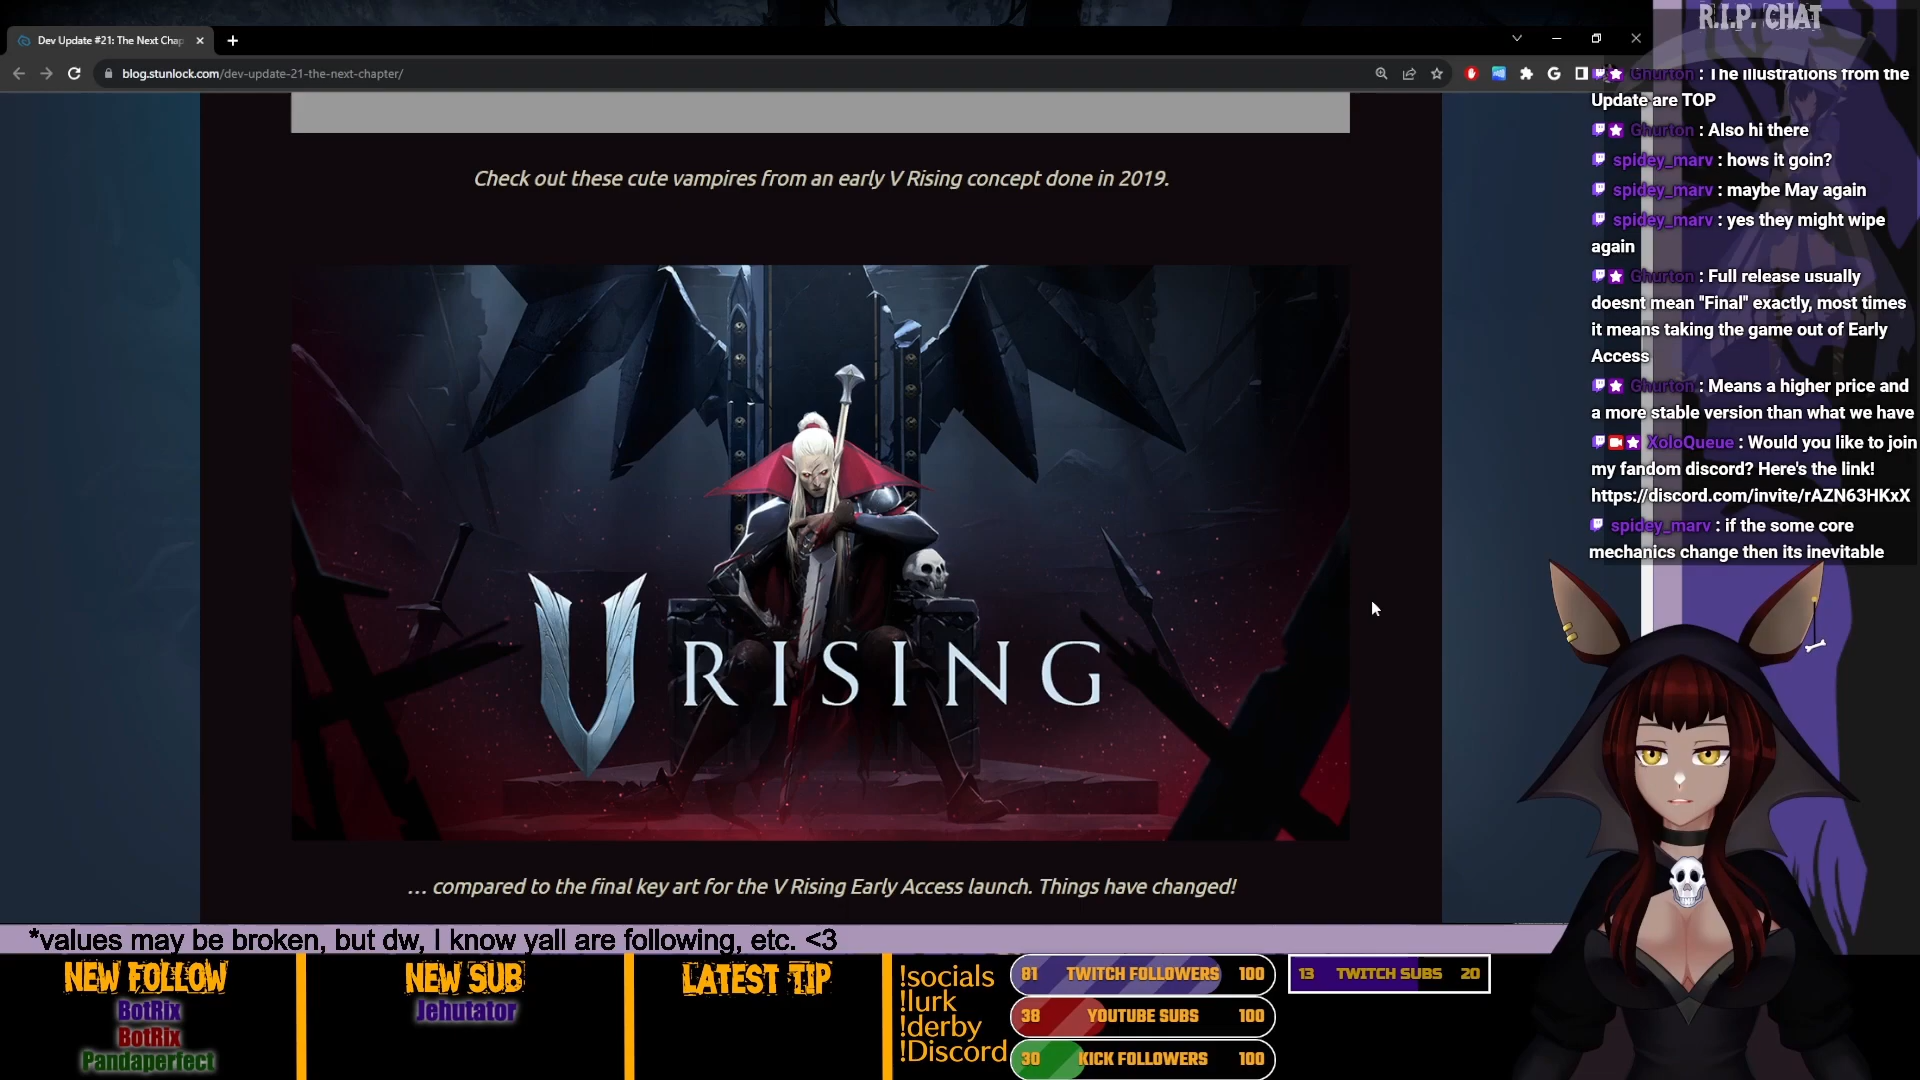 R.I.P. CHAT
Dev Update #21: The Next Chap
blog.stunlock.com/dev-update-21-the-next-chapter/
Check out these cute vampires from an early V Rising concept done in 2019.
V RISING
... compared to the final key art for the V Rising Early Access launch. Things have changed!
Ghurton : The illustrations from the
Update are TOP
Ghurton : Also hi there
spidey_marv : hows it goin?
spidey_marv : maybe May again
spidey_marv : yes they might wipe
again
Ghurton : Full release usually
doesnt mean "Final" exactly, most times
it means taking the game out of Early
Access
Ghurton : Means a higher price and
a more stable version than what we have
XoloQueue : Would you like to join
my fandom discord? Here's the link!
https://discord.com/invite/rAZN63HKxX
spidey_marv : if the some core
mechanics change then its inevitable
*values may be broken, but dw, I know yall are following, etc. <3
NEW FOLLOW
BotRix
BotRix
Pandaperfect
NEW SUB
Jehutator
LATEST TIP
!socials
!lurk
!derby
!Discord
81 TWITCH FOLLOWERS 100
38 YOUTUBE SUBS 100
30 KICK FOLLOWERS 100
13 TWITCH SUBS 20